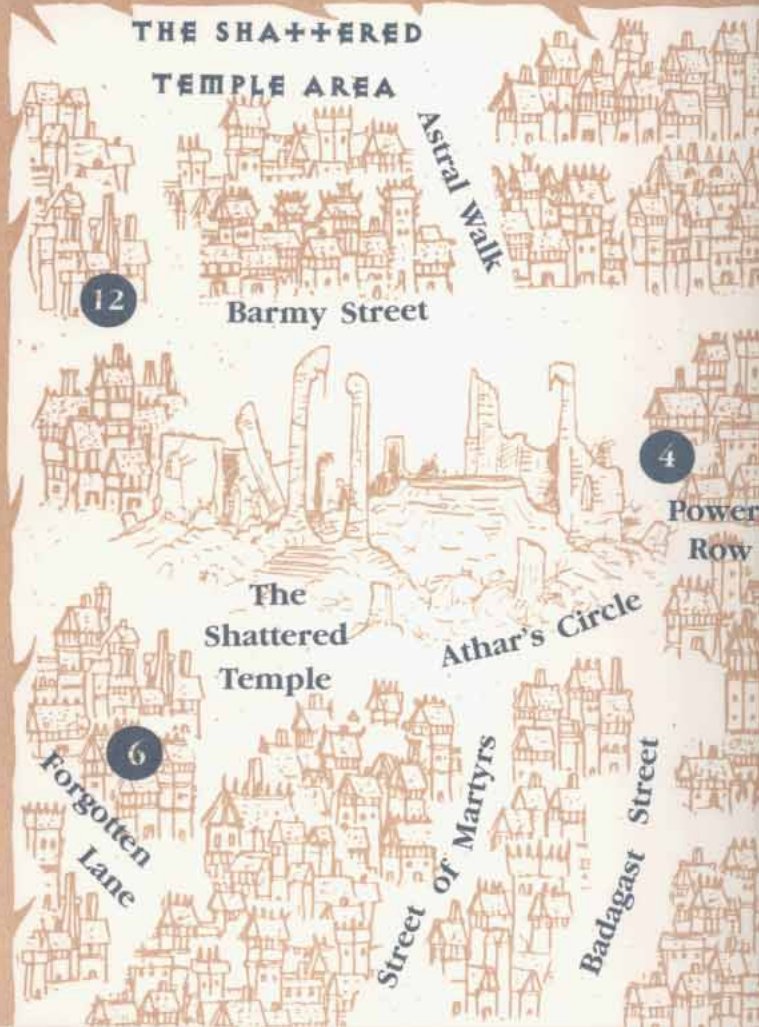 THE SHATTERED
TEMPLE AREA
Astral Walk
12
Barmy Street
4
Power
Row
The
Shattered
Temple
Athar's Circle
6
Forgotten
Lane
Street of Martyrs
Badagast Street